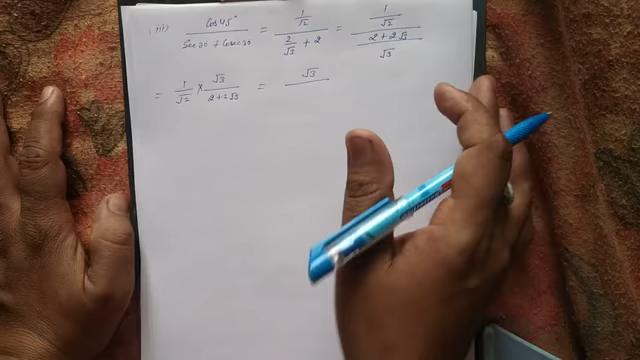 (iii) Cos 45° / Sec 30 + Cosec 30 = 1/√2 / 2/√3 + 2 = 1/√2 / 2+2√3/√3
= 1/√2 × √3/2+2√3 = √3